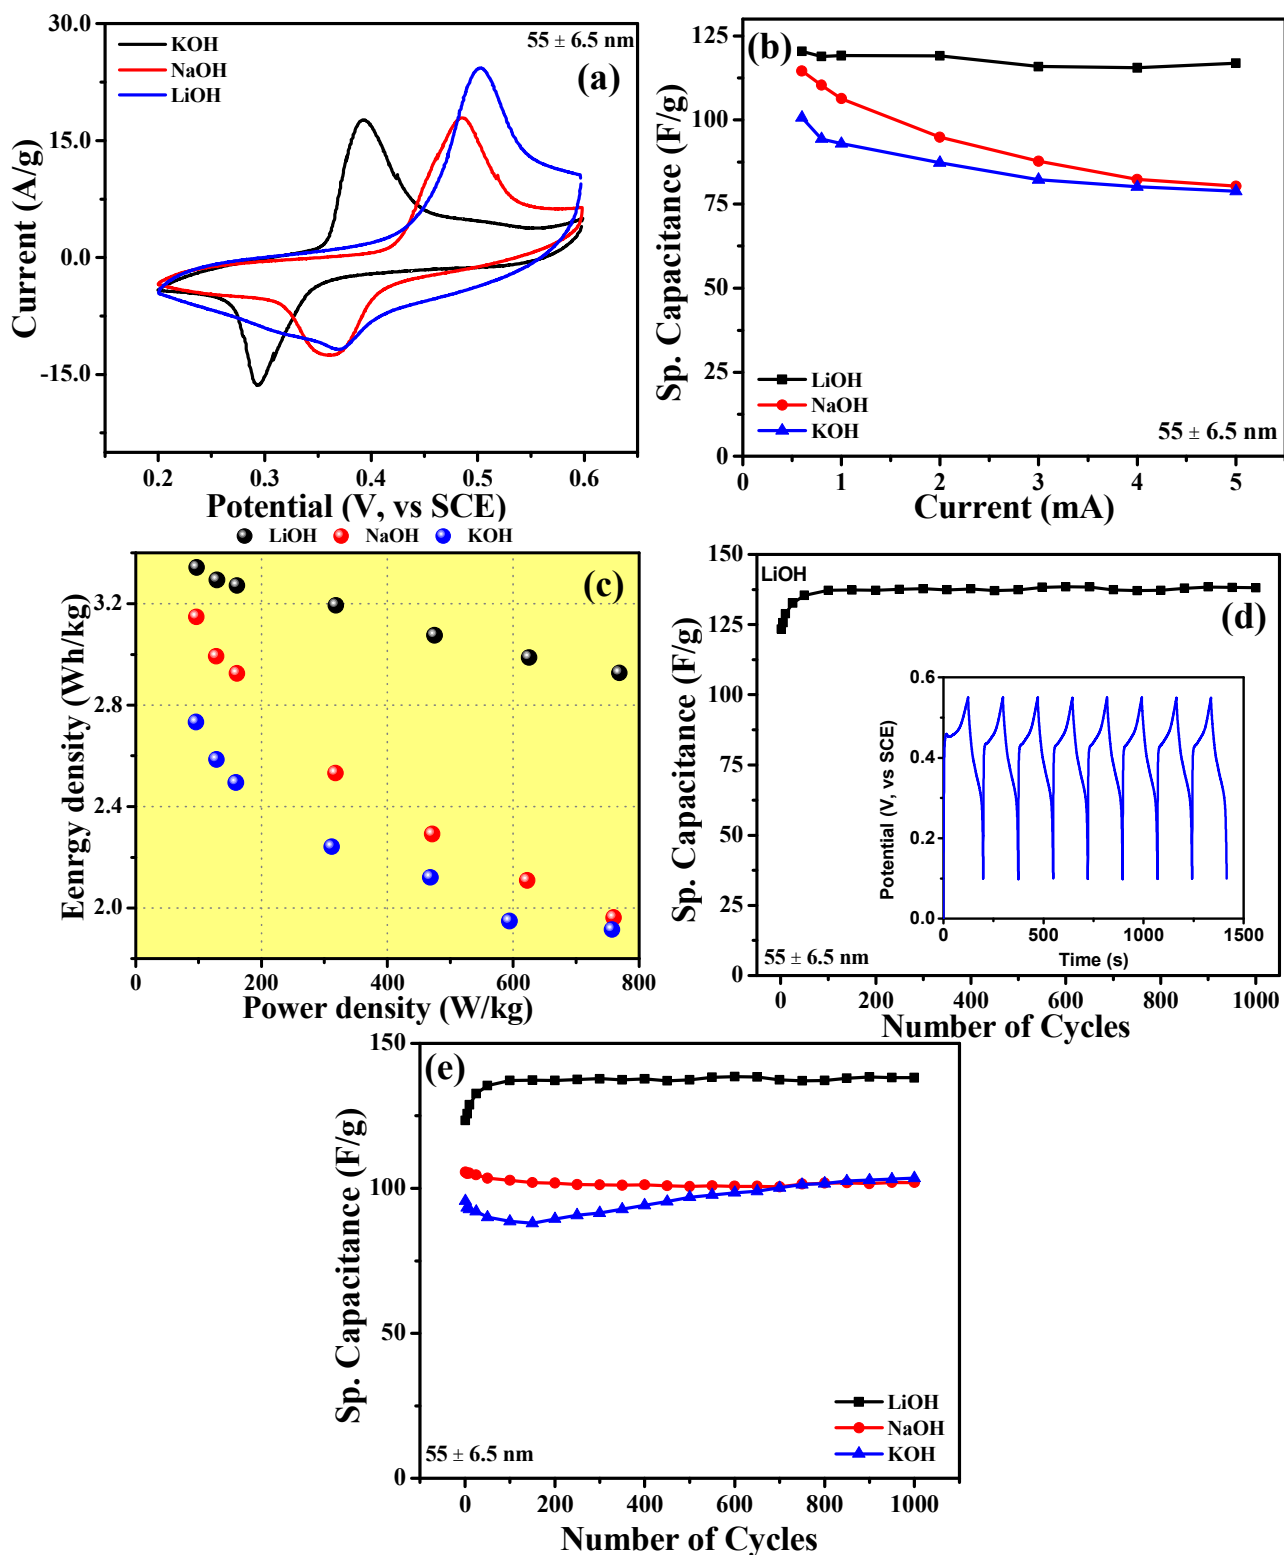 30.0
15.0
0.0
-15.0
Current (A/g)
KOH
NaOH
LiOH
55 ± 6.5 nm
(a)
0.2 0.3 0.4 0.5 0.6
Potential (V, vs SCE)
125
100
75
50
25
0
Sp. Capacitance (F/g)
(b)
LiOH
NaOH
KOH
55 ± 6.5 nm
0 1 2 3 4 5
Current (mA)
LiOH NaOH KOH
3.2
2.8
2.4
2.0
Eenrgy density (Wh/kg)
(c)
0 200 400 600 800
Power density (W/kg)
150
125
100
75
50
25
0
Sp. Capacitance (F/g)
LiOH
(d)
0.6
0.4
0.2
0.0
Potential (V, vs SCE)
0 500 1000 1500
Time (s)
55 ± 6.5 nm
0 200 400 600 800 1000
Number of Cycles
150
100
50
0
Sp. Capacitance (F/g)
(e)
LiOH
NaOH
KOH
55 ± 6.5 nm
0 200 400 600 800 1000
Number of Cycles